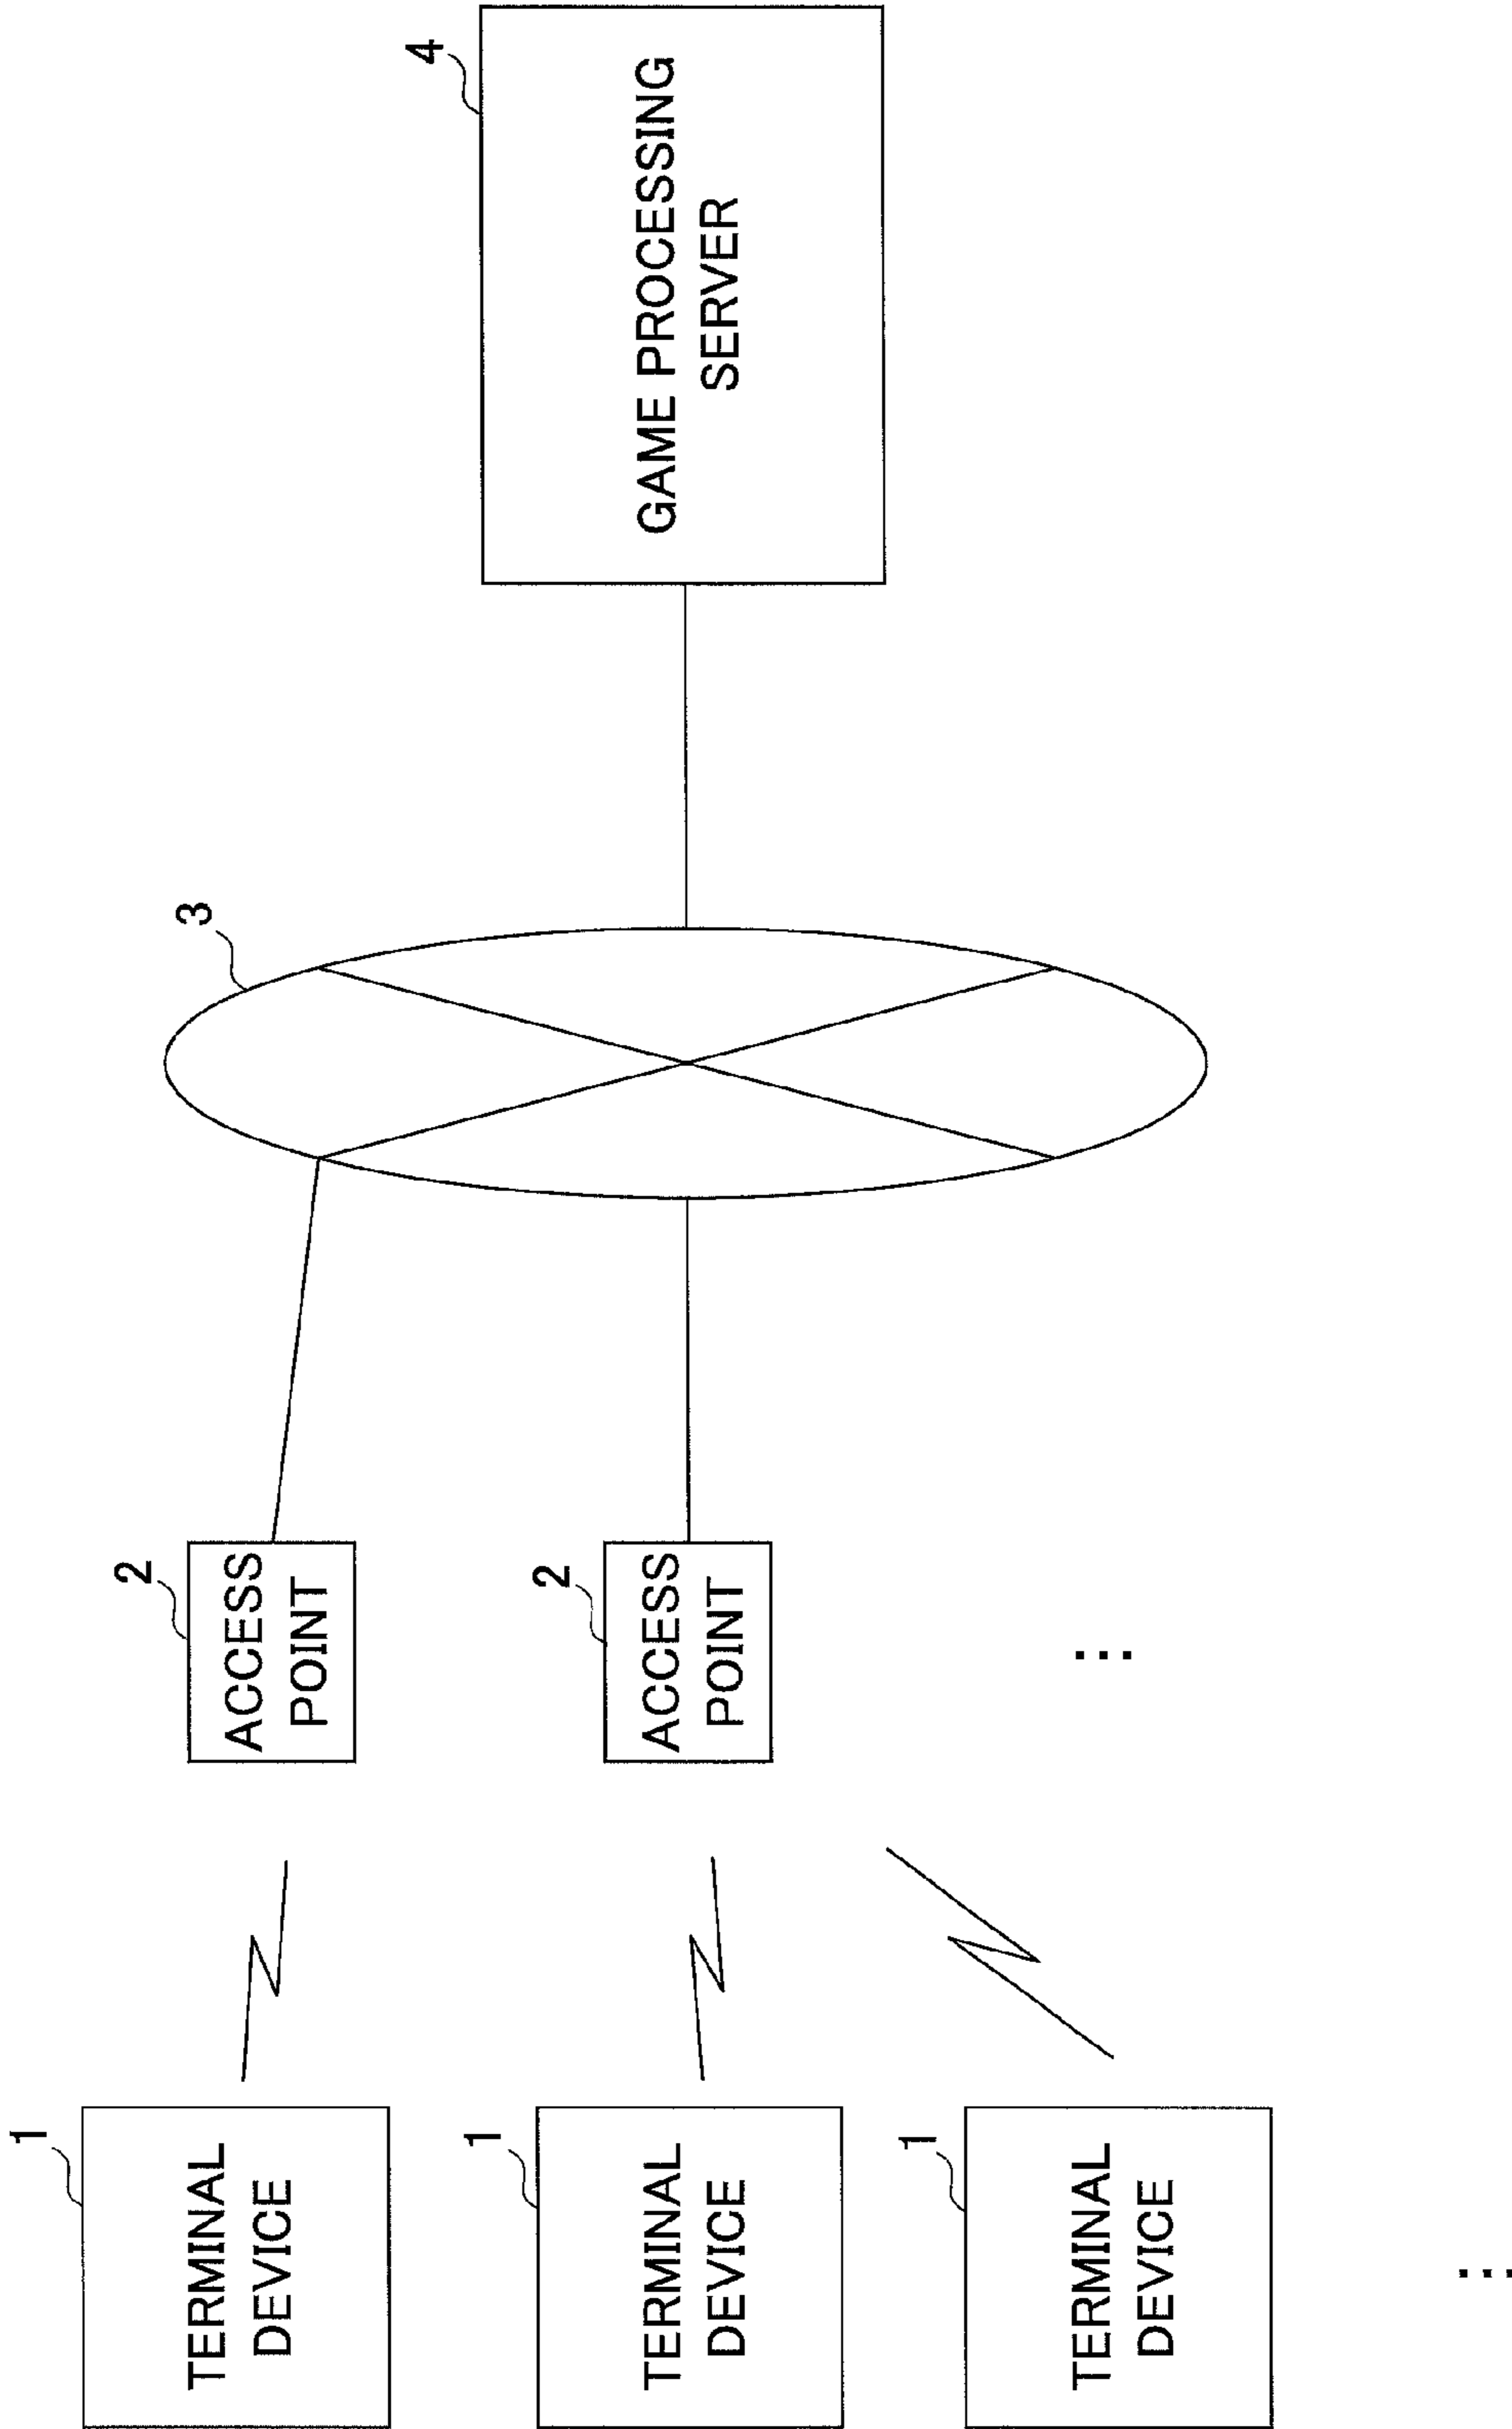 1
TERMINAL
DEVICE
1
TERMINAL
DEVICE
1
TERMINAL
DEVICE
...
2
ACCESS
POINT
2
ACCESS
POINT
...
3
4
GAME PROCESSING
SERVER